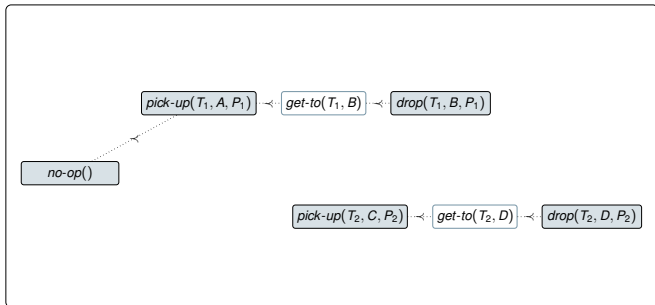 pick-up(T₁, A, P₁) ≺ get-to(T₁, B) ≺ drop(T₁, B, P₁)
≺
no-op()
pick-up(T₂, C, P₂) ≺ get-to(T₂, D) ≺ drop(T₂, D, P₂)